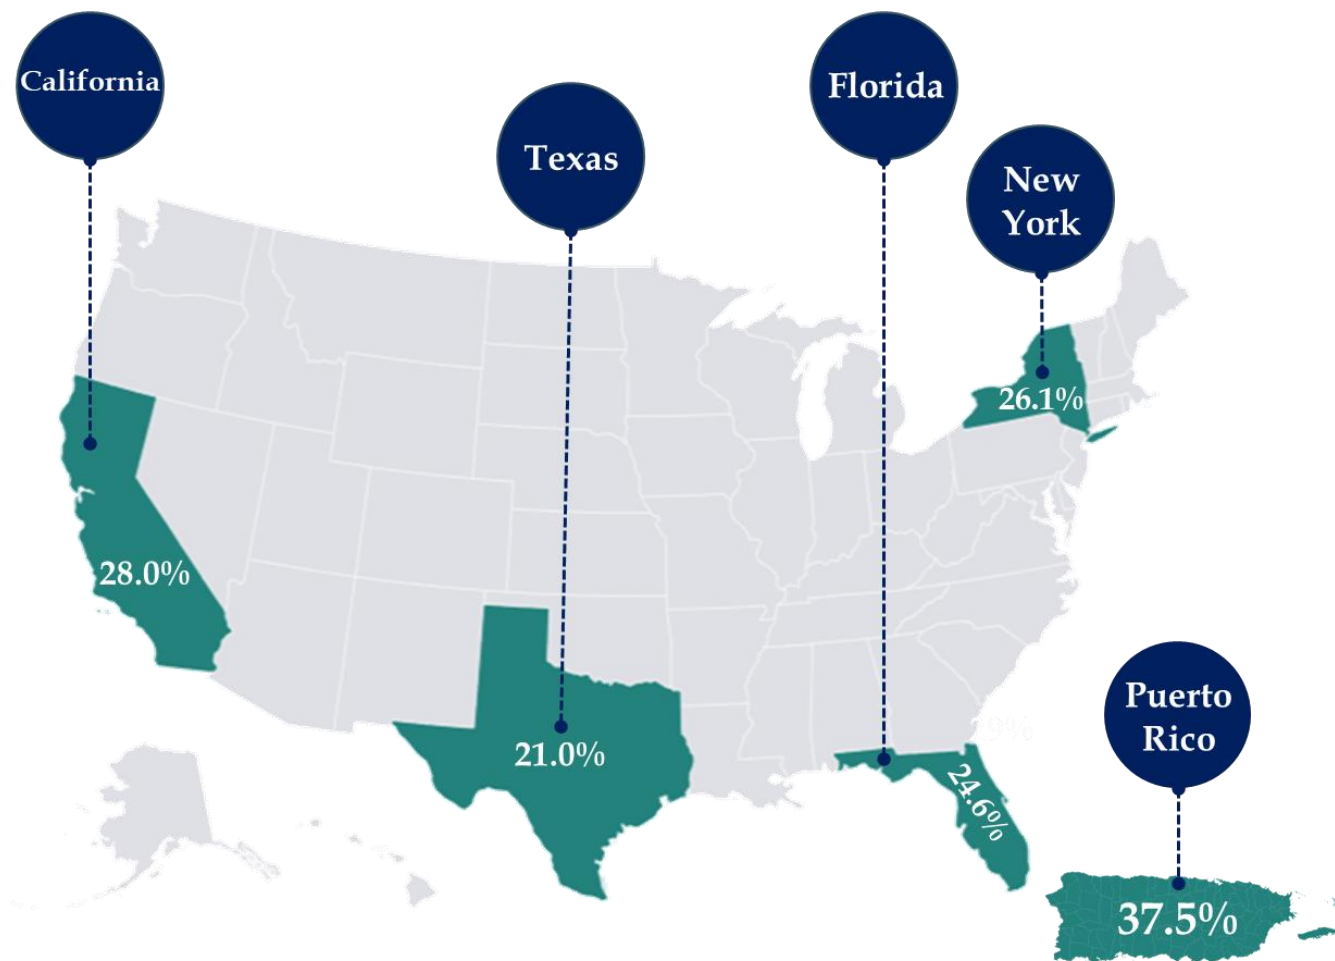 California
Florida
Texas
New
York
26.1%
28.0%
Puerto
Rico
21.0%
24.6%
37.5%